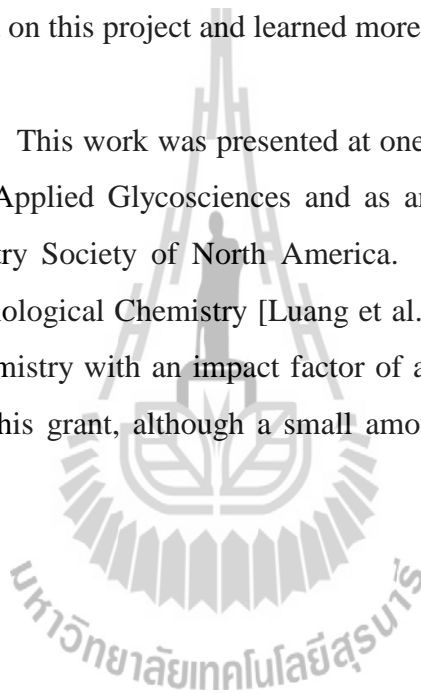 on this project and learned more
This work was presented at one
Applied Glycosciences and as an
try Society of North America.
ological Chemistry [Luang et al.
emistry with an impact factor of a
his grant, although a small amo
มหาวิทยาลัยเทคโนโลยีสุรนารี